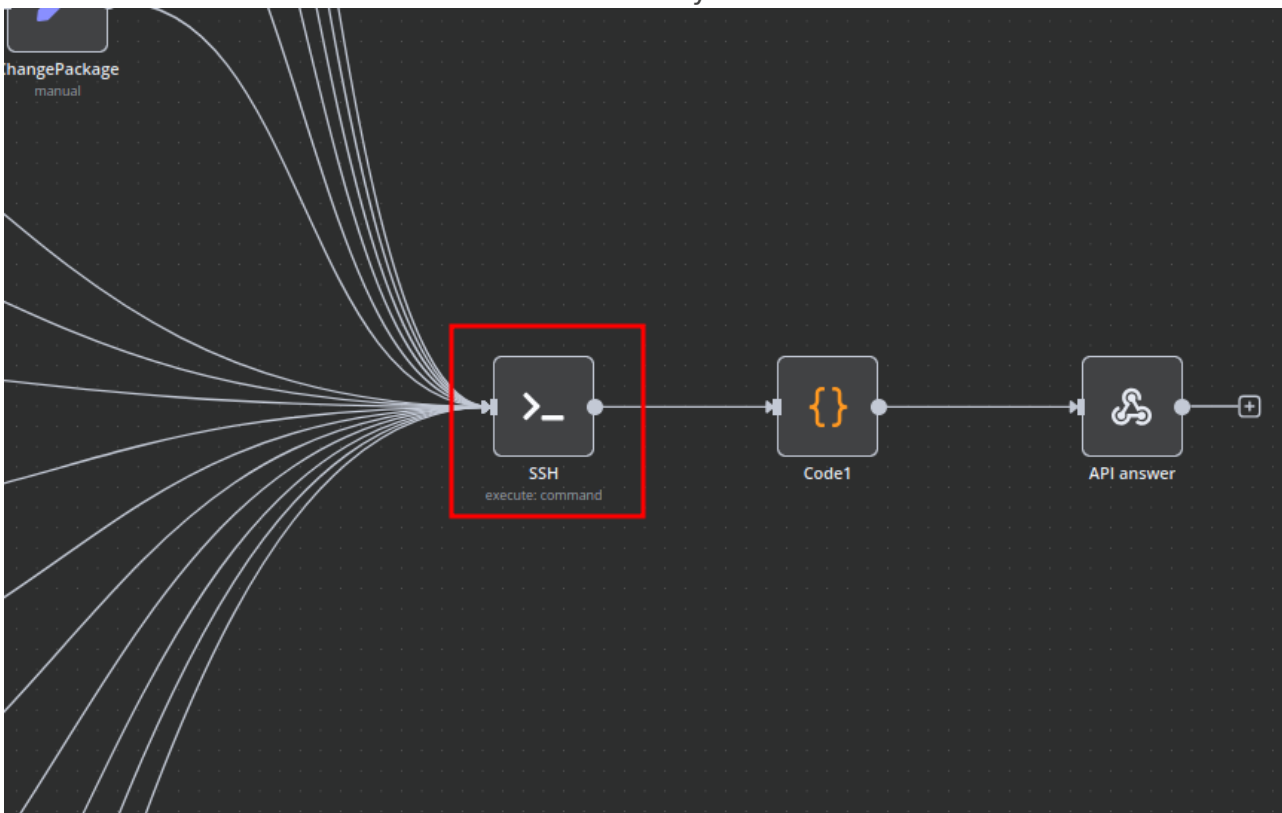 hangePackage
manual
SSH
execute: command
Code1
API answer